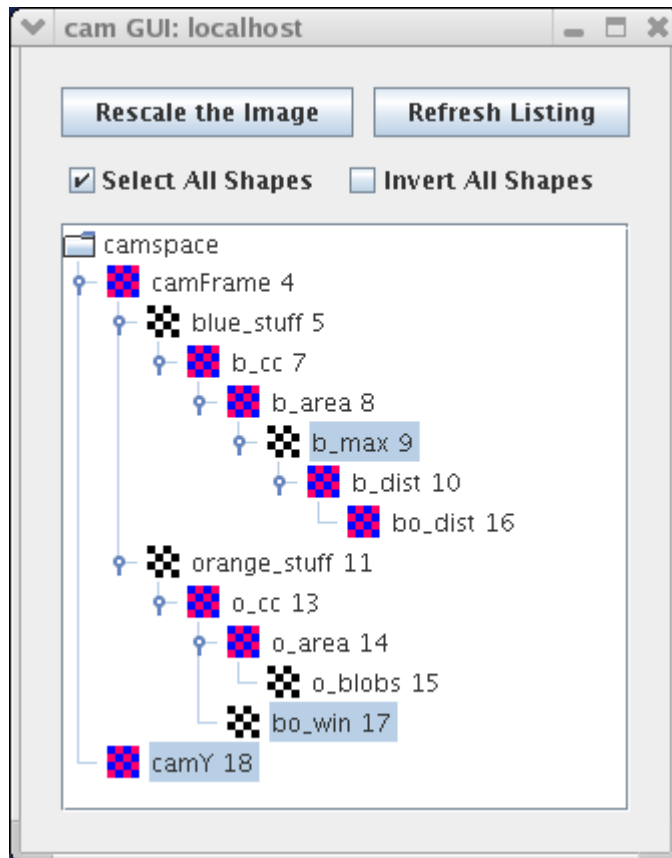 cam GUI: localhost
Rescale the Image Refresh Listing
Select All Shapes Invert All Shapes
camspace
camFrame 4
blue_stuff 5
b_cc 7
b_area 8
b_max 9
b_dist 10
bo_dist 16
orange_stuff 11
o_cc 13
o_area 14
o_blobs 15
bo_win 17
camY 18